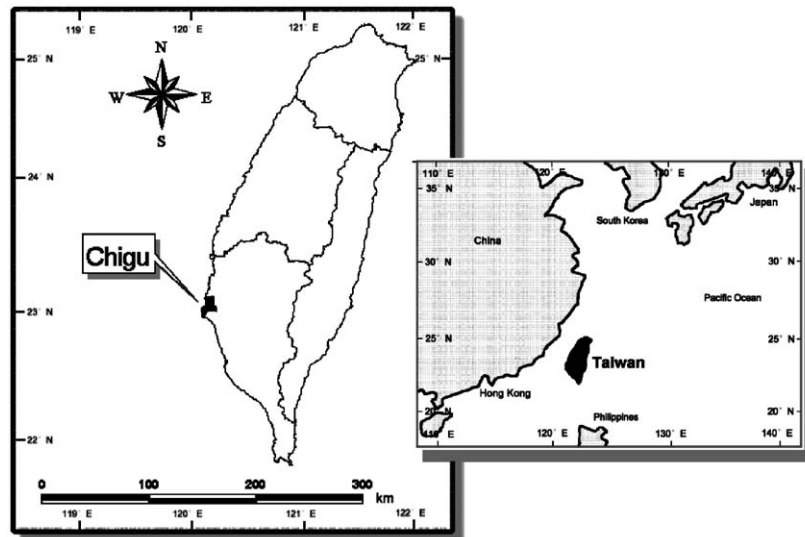 119° E 120° E 121° E 122° E
25° N 25° N
N
W E
S
24° N 24° N
Chigu
23° N
22° N
0 100 200 300
km
119° E 120° E 121° E 122° E
110° E 120° E 130° E 140° E
35° N 35° N
South Korea Japan
China
30° N 30° N
Pacific Ocean
25° N 25° N
Taiwan
Hong Kong
20° N Philippines 20° N
110° E 120° E 130° E 140° E